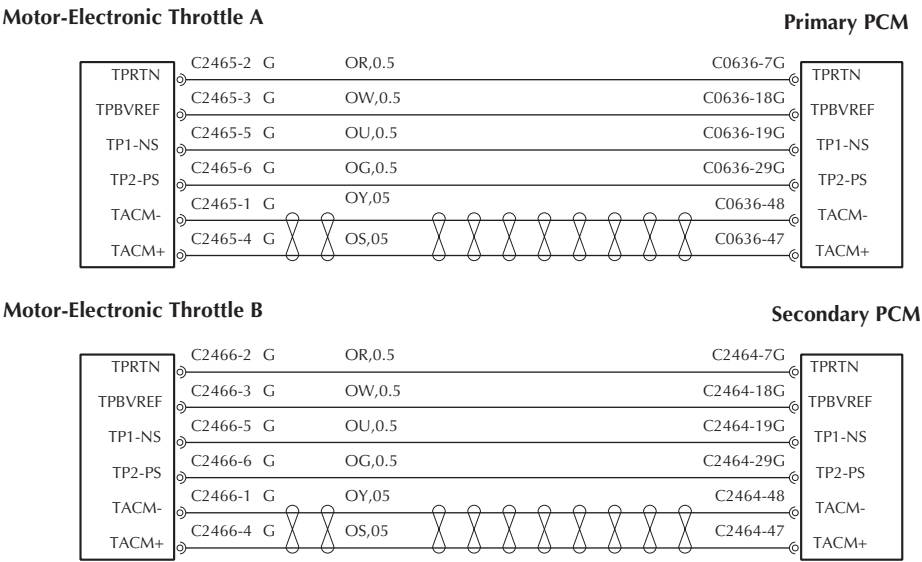 Motor-Electronic Throttle A
Primary PCM
TPRTN C2465-2 G OR,0.5 C0636-7G TPRTN
TPBVREF C2465-3 G OW,0.5 C0636-18G TPBVREF
TP1-NS C2465-5 G OU,0.5 C0636-19G TP1-NS
TP2-PS C2465-6 G OG,0.5 C0636-29G TP2-PS
TACM- C2465-1 G OY,05 C0636-48 TACM-
TACM+ C2465-4 G OS,05 C0636-47 TACM+
Motor-Electronic Throttle B
Secondary PCM
TPRTN C2466-2 G OR,0.5 C2464-7G TPRTN
TPBVREF C2466-3 G OW,0.5 C2464-18G TPBVREF
TP1-NS C2466-5 G OU,0.5 C2464-19G TP1-NS
TP2-PS C2466-6 G OG,0.5 C2464-29G TP2-PS
TACM- C2466-1 G OY,05 C2464-48 TACM-
TACM+ C2466-4 G OS,05 C2464-47 TACM+